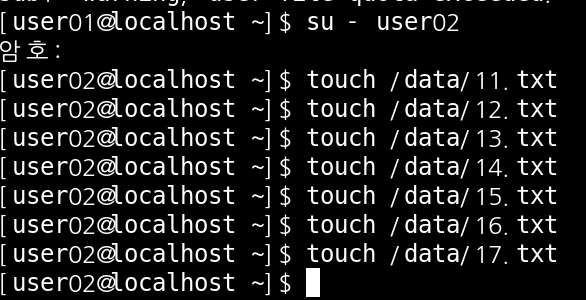 [user01@localhost ~]$ su - user02
암호:
[user02@localhost ~]$ touch /data/11.txt
[user02@localhost ~]$ touch /data/12.txt
[user02@localhost ~]$ touch /data/13.txt
[user02@localhost ~]$ touch /data/14.txt
[user02@localhost ~]$ touch /data/15.txt
[user02@localhost ~]$ touch /data/16.txt
[user02@localhost ~]$ touch /data/17.txt
[user02@localhost ~]$